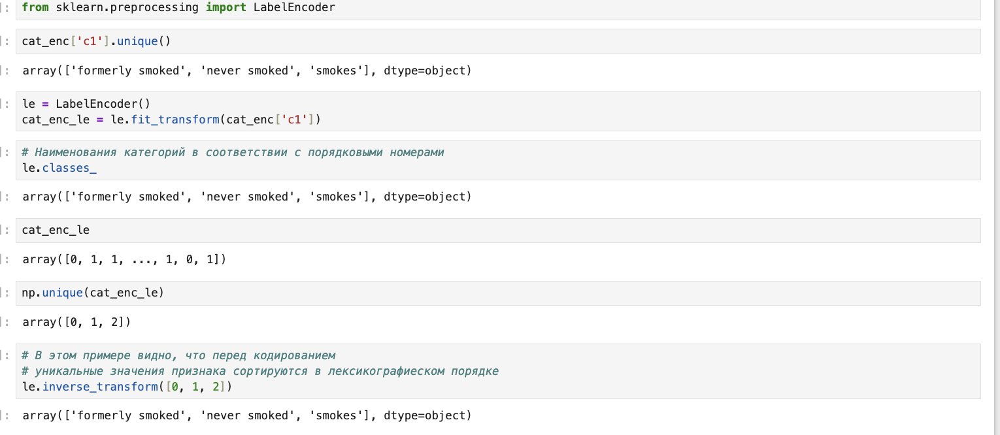 ]: from sklearn.preprocessing import LabelEncoder
]: cat_enc['c1'].unique()
]: array(['formerly smoked', 'never smoked', 'smokes'], dtype=object)
]: le = LabelEncoder()
cat_enc_le = le.fit_transform(cat_enc['c1'])
]: # Наименования категорий в соответствии с порядковыми номерами
le.classes_
]: array(['formerly smoked', 'never smoked', 'smokes'], dtype=object)
]: cat_enc_le
]: array([0, 1, 1, ..., 1, 0, 1])
]: np.unique(cat_enc_le)
]: array([0, 1, 2])
]: # В этом примере видно, что перед кодированием
# уникальные значения признака сортируются в лексикографиеском порядке
le.inverse_transform([0, 1, 2])
]: array(['formerly smoked', 'never smoked', 'smokes'], dtype=object)